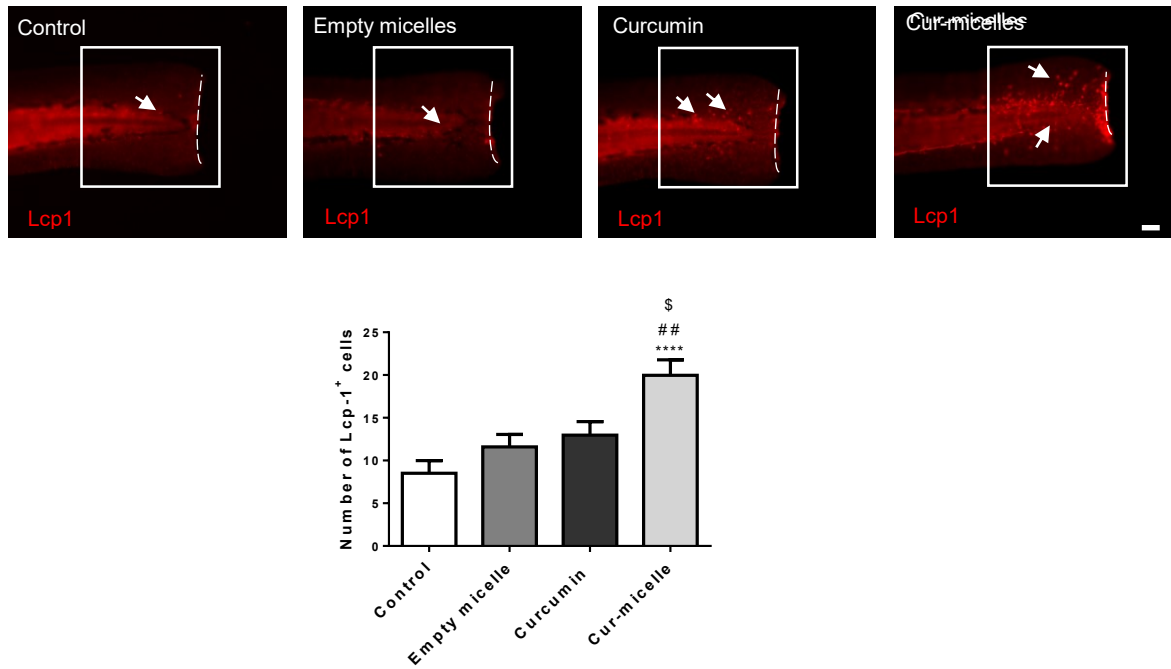 Control
Empty micelles
Curcumin
Cur-micelles
Lcp1
Lcp1
Lcp1
Lcp1
$
##
****
Number of Lcp-1⁺ cells
25
20
15
10
5
0
Control
Empty micelle
Curcumin
Cur-micelle